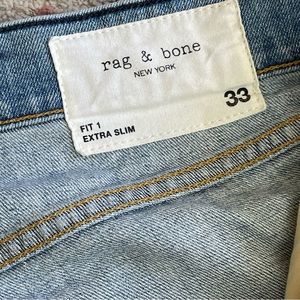 rag & bone
NEW YORK
33
FIT 1
EXTRA SLIM